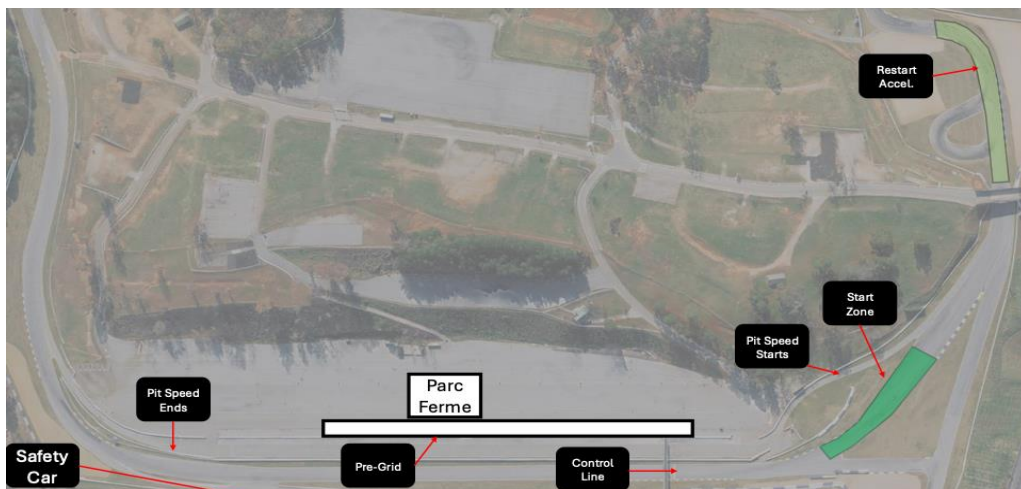 Restart
Accel.
Start
Zone
Pit Speed
Starts
Parc
Ferme
Pit Speed
Ends
Safety
Car
Pre-Grid
Control
Line